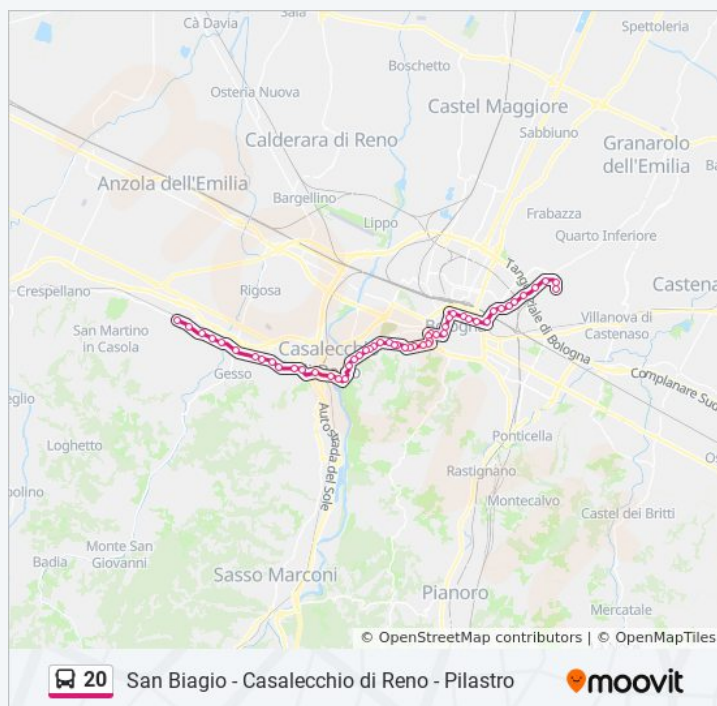 Sala
Cà Davia
Spettoleria
Boschetto
Osteria Nuova
Castel Maggiore
Sabbiuno
Granarolo
dell'Emilia
Calderara di Reno
Anzola dell'Emilia
Bargellino
Lippo
Frabazza
Quarto Inferiore
Crespellano
Rigosa
Tangenziale di Bologna
Castena
San Martino
in Casola
Villanova di
Castenaso
Bologna
Casalecchio
Gesso
Complanare Sud
Autostrada del Sole
Loghetto
Ponticella
Rastignano
Montecalvo
Castel dei Britti
Badia
Monte San
Giovanni
Sasso Marconi
Pianoro
Mercatale
© OpenStreetMap contributors | © OpenMapTiles
20 San Biagio - Casalecchio di Reno - Pilastro
moovit